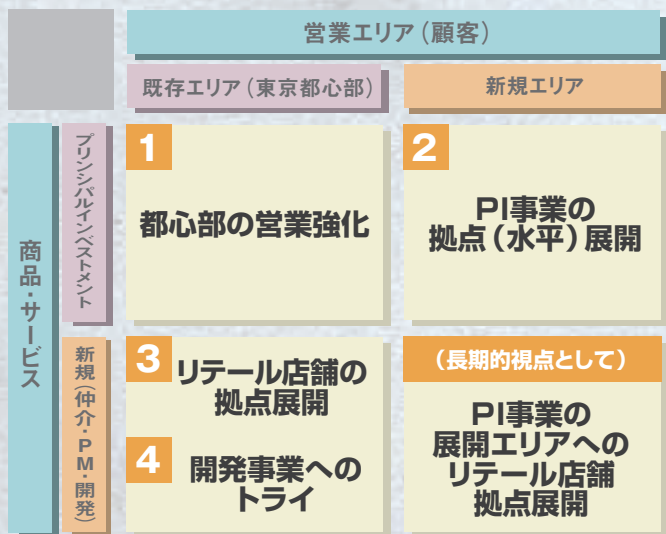 営業エリア（顧客）
既存エリア（東京都心部）
新規エリア
商品・サービス
プリンシパルインベストメント
1
都心部の営業強化
2
PI事業の
拠点（水平）展開
新規（仲介・PM・開発）
3
リテール店舗の
拠点展開
4
開発事業への
トライ
（長期的視点として）
PI事業の
展開エリアへの
リテール店舗
拠点展開